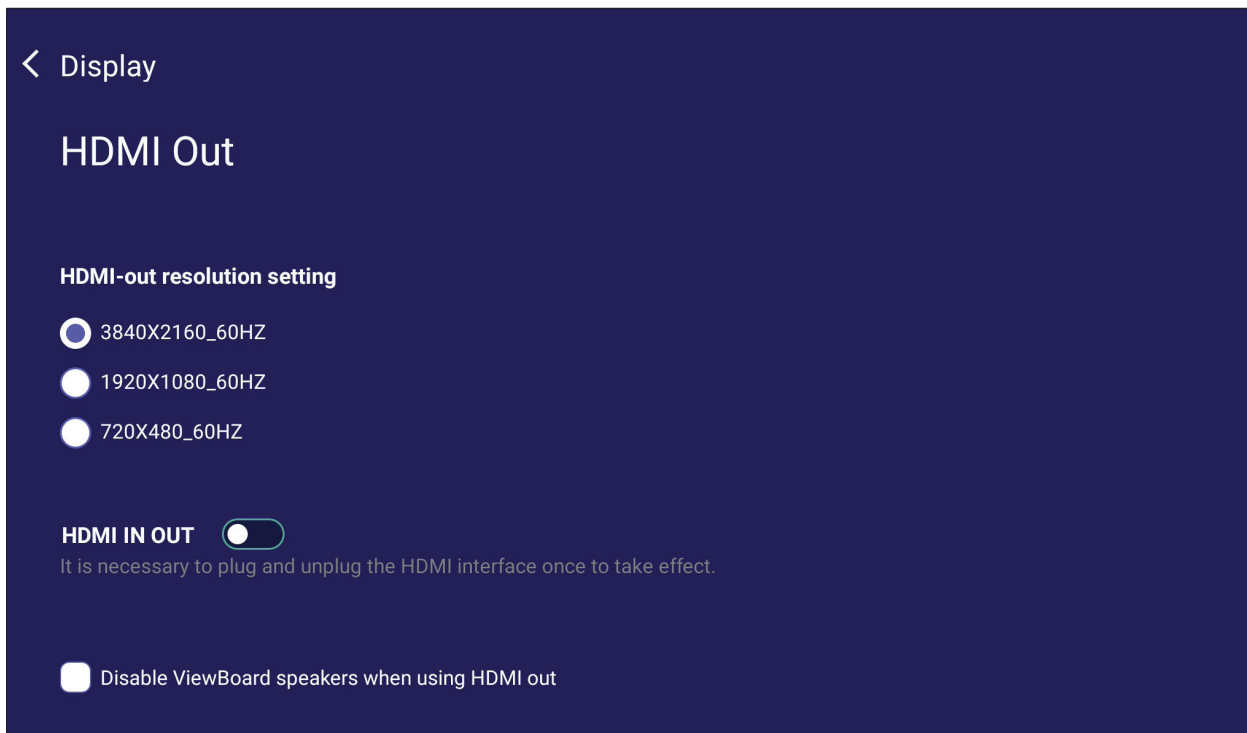 Display
HDMI Out
HDMI-out resolution setting
3840X2160_60HZ
1920X1080_60HZ
720X480_60HZ
HDMI IN OUT
It is necessary to plug and unplug the HDMI interface once to take effect.
Disable ViewBoard speakers when using HDMI out